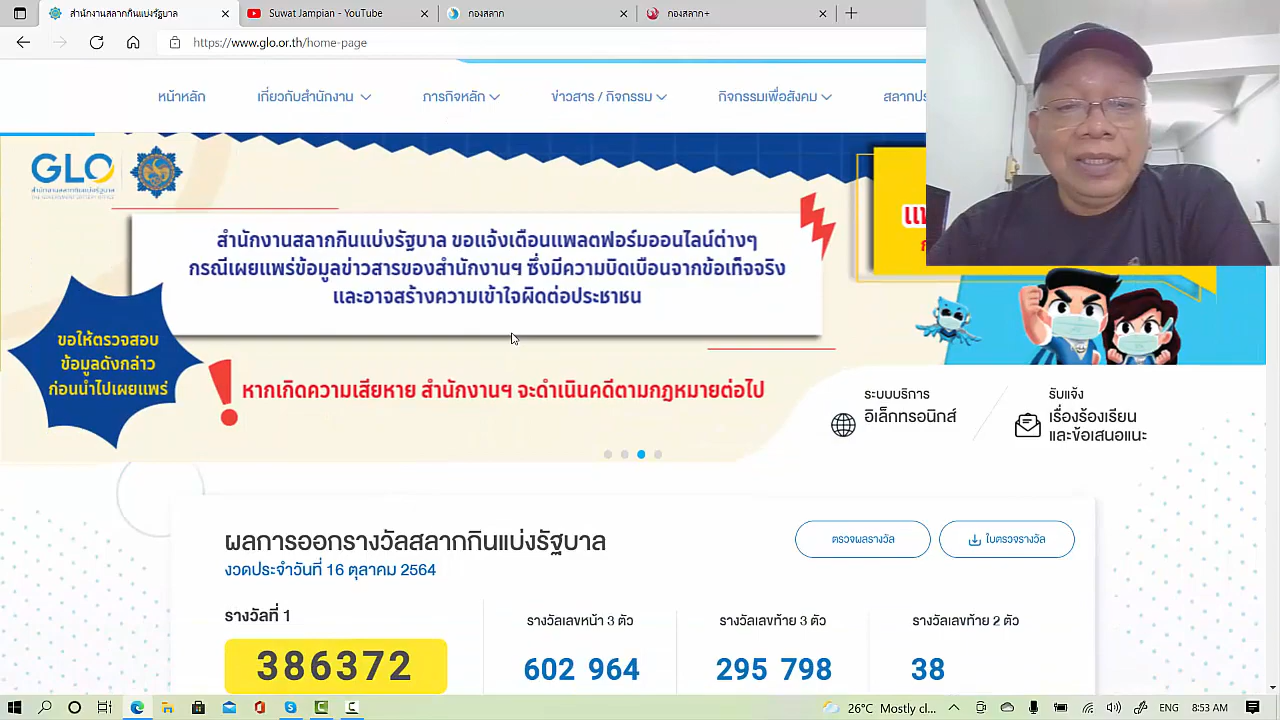 สำนักงานสลากกินแบ่งรัฐบาล
Suwat Jampian - YouTube
กองสลาก
กองสลาก+
https://www.glo.or.th/home-page
หน้าหลัก
เกี่ยวกับสำนักงาน
ภารกิจหลัก
ข่าวสาร / กิจกรรม
กิจกรรมเพื่อสังคม
GLO
สำนักงานสลากกินแบ่งรัฐบาล
THE GOVERNMENT LOTTERY OFFICE
สำนักงานสลากกินแบ่งรัฐบาล ขอแจ้งเตือนแพลตฟอร์มออนไลน์ต่างๆ
กรณีเผยแพร่ข้อมูลข่าวสารของสำนักงานฯ ซึ่งมีความบิดเบือนจากข้อเท็จจริง
และอาจสร้างความเข้าใจผิดต่อประชาชน
ขอให้ตรวจสอบ
ข้อมูลดังกล่าว
ก่อนนำไปเผยแพร่
หากเกิดความเสียหาย สำนักงานฯ จะดำเนินคดีตามกฎหมายต่อไป
ระบบบริการ
อิเล็กทรอนิกส์
รับแจ้ง
เรื่องร้องเรียน
และข้อเสนอแนะ
ผลการออกรางวัลสลากกินแบ่งรัฐบาล
งวดประจำวันที่ 16 ตุลาคม 2564
ตรวจผลรางวัล
ใบตรวจรางวัล
รางวัลที่ 1
386372
รางวัลเลขหน้า 3 ตัว
602 964
รางวัลเลขท้าย 3 ตัว
295 798
รางวัลเลขท้าย 2 ตัว
38
26°C Mostly cl...
ENG
8:53 AM